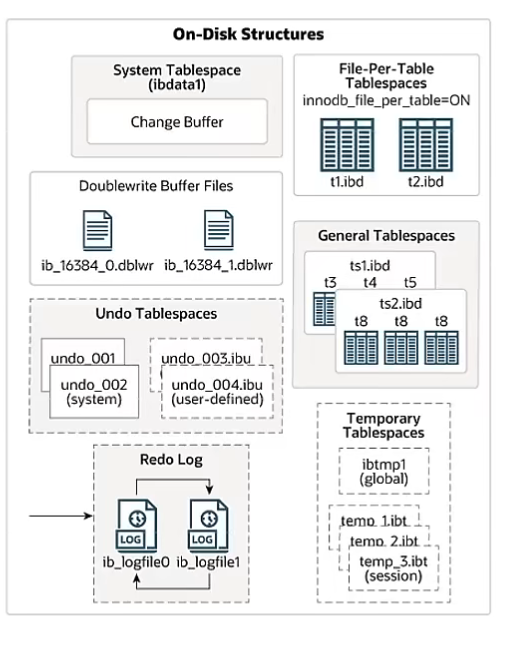 On-Disk Structures
System Tablespace
(ibdata1)
Change Buffer
File-Per-Table
Tablespaces
innodb_file_per_table=ON
t1.ibd
t2.ibd
Doublewrite Buffer Files
ib_16384_0.dblwr
ib_16384_1.dblwr
General Tablespaces
ts1.ibd
t3 t4 t5
ts2.ibd
t8 t8 t8
Undo Tablespaces
undo_001
undo_002
(system)
undo_003.ibu
undo_004.ibu
(user-defined)
Temporary
Tablespaces
ibtmp1
(global)
temp_1.ibt
temp_2.ibt
temp_3.ibt
(session)
Redo Log
LOG
LOG
ib_logfile0
ib_logfile1